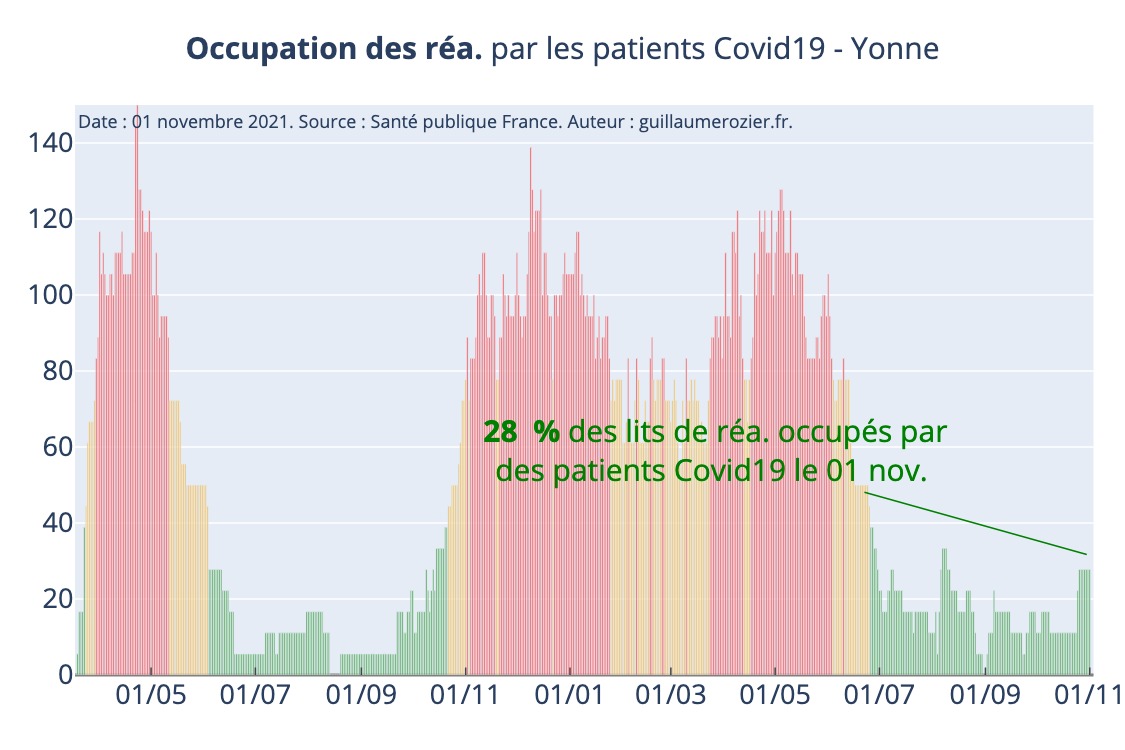 Occupation des réa. par les patients Covid19 - Yonne
Date : 01 novembre 2021. Source : Santé publique France. Auteur : guillaumerozier.fr.
140
120
100
80
60
40
20
0
28 % des lits de réa. occupés par
des patients Covid19 le 01 nov.
01/05 01/07 01/09 01/11 01/01 01/03 01/05 01/07 01/09 01/11